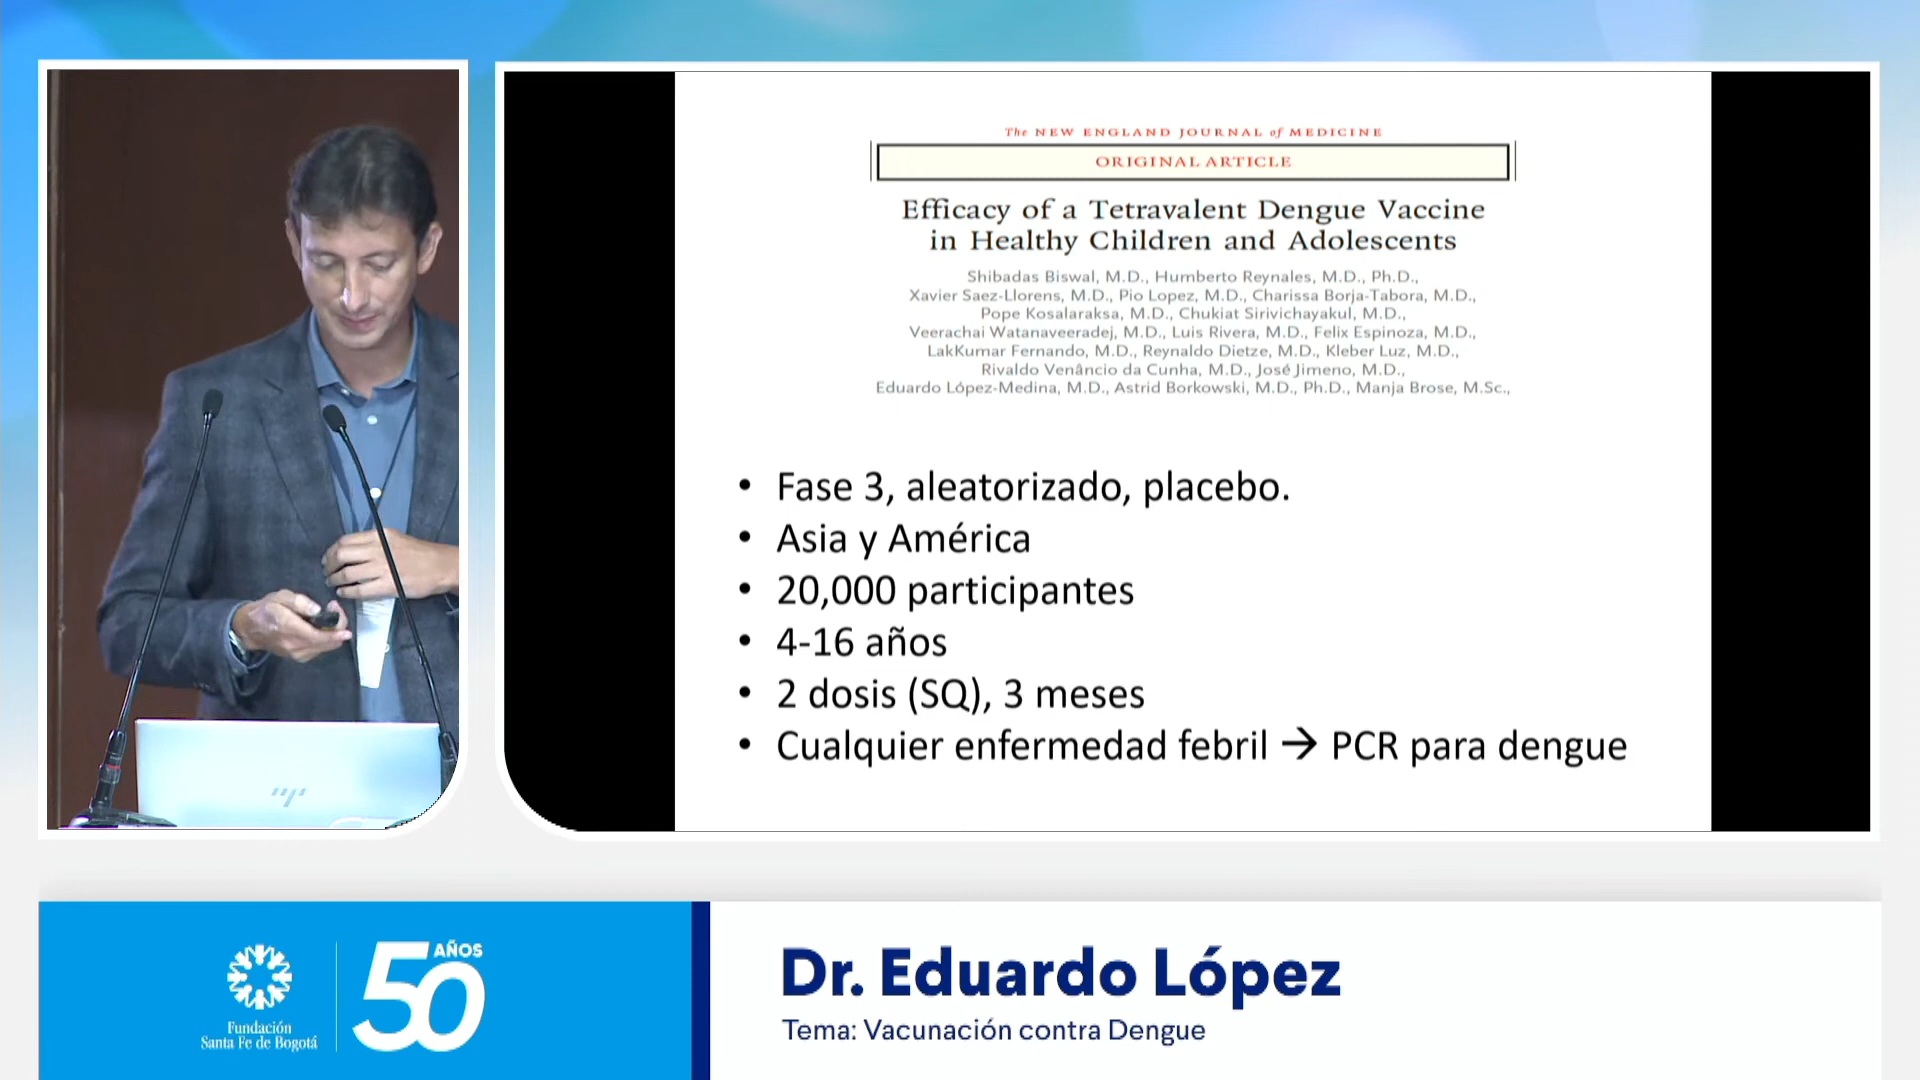 The NEW ENGLAND JOURNAL of MEDICINE
ORIGINAL ARTICLE
Efficacy of a Tetravalent Dengue Vaccine
in Healthy Children and Adolescents
Shibadas Biswal, M.D., Humberto Reynales, M.D., Ph.D.,
Xavier Saez-Llorens, M.D., Pio Lopez, M.D., Charissa Borja-Tabora, M.D.,
Pope Kosalaraksa, M.D., Chukiat Sirivichayakul, M.D.,
Veerachai Watanaveeradej, M.D., Luis Rivera, M.D., Felix Espinoza, M.D.,
LakKumar Fernando, M.D., Reynaldo Dietze, M.D., Kleber Luz, M.D.,
Rivaldo Venâncio da Cunha, M.D., José Jimeno, M.D.,
Eduardo López-Medina, M.D., Astrid Borkowski, M.D., Ph.D., Manja Brose, M.Sc.,
• Fase 3, aleatorizado, placebo.
• Asia y América
• 20,000 participantes
• 4-16 años
• 2 dosis (SQ), 3 meses
• Cualquier enfermedad febril → PCR para dengue
hp
Fundación
Santa Fe de Bogotá
50 AÑOS
Dr. Eduardo López
Tema: Vacunación contra Dengue